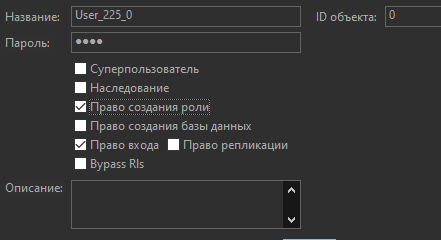 Название: User_225_0 ID объекта: 0
Пароль: ●●●●
Суперпользователь
Наследование
Право создания роли
Право создания базы данных
Право входа Право репликации
Bypass Rls
Описание: